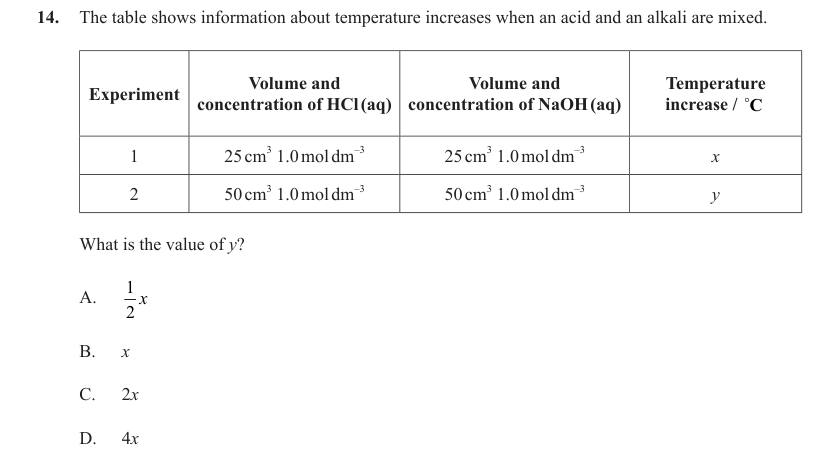 14. The table shows information about temperature increases when an acid and an alkali are mixed.
Experiment | Volume and concentration of HCl(aq) | Volume and concentration of NaOH(aq) | Temperature increase / °C
1 | 25 cm³ 1.0 mol dm⁻³ | 25 cm³ 1.0 mol dm⁻³ | x
2 | 50 cm³ 1.0 mol dm⁻³ | 50 cm³ 1.0 mol dm⁻³ | y
What is the value of y?
A. 1/2 x
B. x
C. 2x
D. 4x